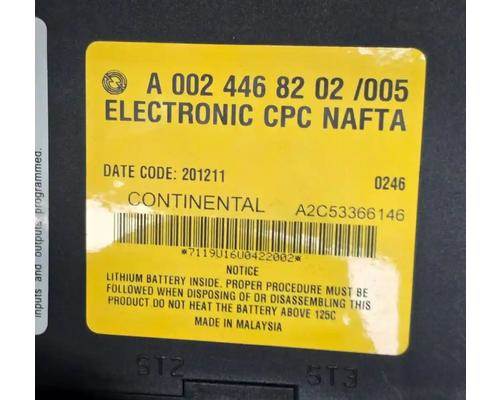 A 002 446 82 02 /005
ELECTRONIC CPC NAFTA
DATE CODE: 201211 0246
CONTINENTAL A2C53366146
*7119U16U0422002*
NOTICE
LITHIUM BATTERY INSIDE. PROPER PROCEDURE MUST BE
FOLLOWED WHEN DISPOSING OF OR DISASSEMBLING THIS
PRODUCT DO NOT HEAT THE BATTERY ABOVE 125C
MADE IN MALAYSIA
inputs and outputs programmed.
ST2 ST3